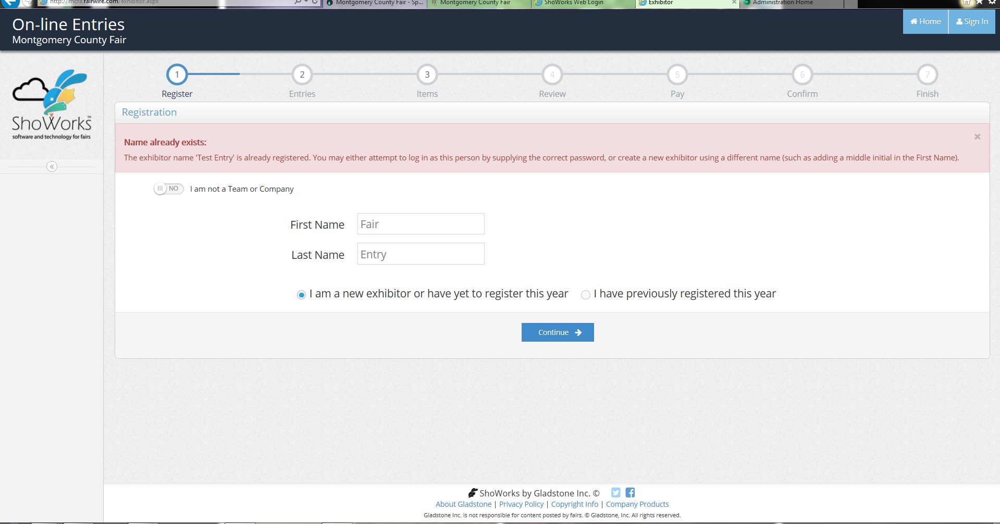 http://mcfa.fairwire.com/exhibitor.aspx
Montgomery County Fair - Sp...
Montgomery County Fair
ShoWorks Web Login
Exhibitor
Administration Home
On-line Entries
Montgomery County Fair
Home
Sign In
ShoWorks™
software and technology for fairs
1
2
3
4
5
6
7
Register
Entries
Items
Review
Pay
Confirm
Finish
Registration
Name already exists:
The exhibitor name 'Test Entry' is already registered. You may either attempt to log in as this person by supplying the correct password, or create a new exhibitor using a different name (such as adding a middle initial in the First Name).
NO I am not a Team or Company
First Name Fair
Last Name Entry
I am a new exhibitor or have yet to register this year I have previously registered this year
Continue
ShoWorks by Gladstone Inc. ©
About Gladstone | Privacy Policy | Copyright Info | Company Products
Gladstone Inc. is not responsible for content posted by fairs. © Gladstone, Inc. All rights reserved.